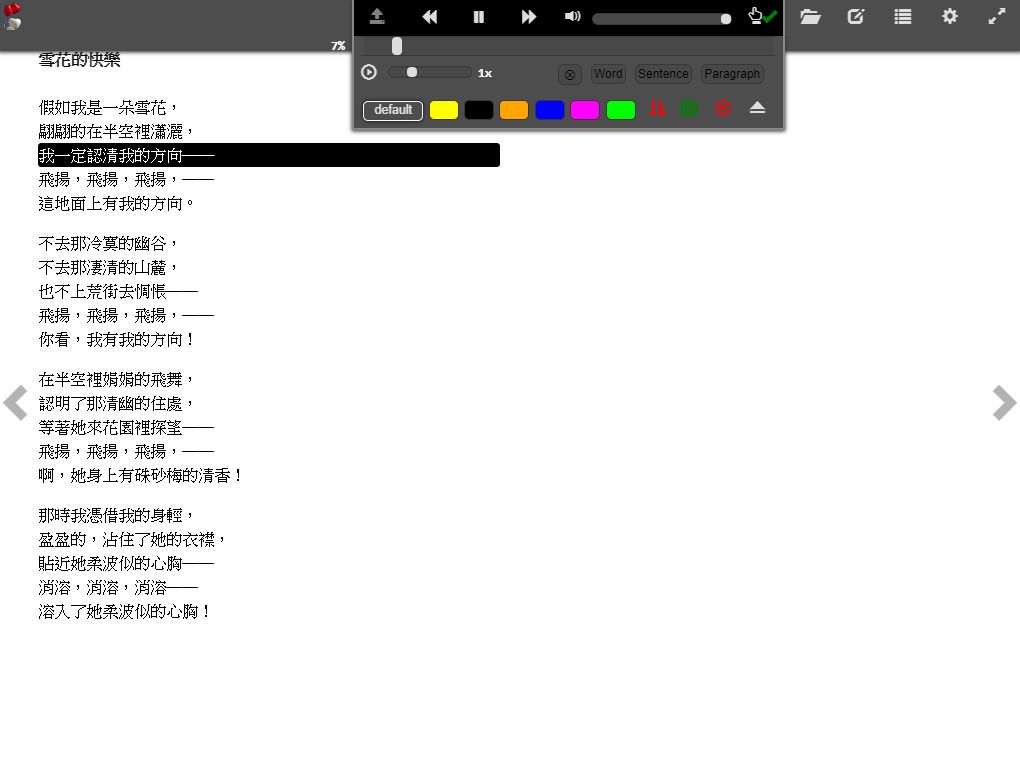 7%
1x
Word Sentence Paragraph
default
雪花的快樂
假如我是一朵雪花，
翩翩的在半空裡瀟灑，
我一定認清我的方向——
飛揚，飛揚，飛揚，——
這地面上有我的方向。
不去那冷寞的幽谷，
不去那淒清的山麓，
也不上荒街去惆悵——
飛揚，飛揚，飛揚，——
你看，我有我的方向！
在半空裡娟娟的飛舞，
認明了那清幽的住處，
等著她來花園裡探望——
飛揚，飛揚，飛揚，——
啊，她身上有硃砂梅的清香！
那時我憑借我的身輕，
盈盈的，沾住了她的衣襟，
貼近她柔波似的心胸——
消溶，消溶，消溶——
溶入了她柔波似的心胸！